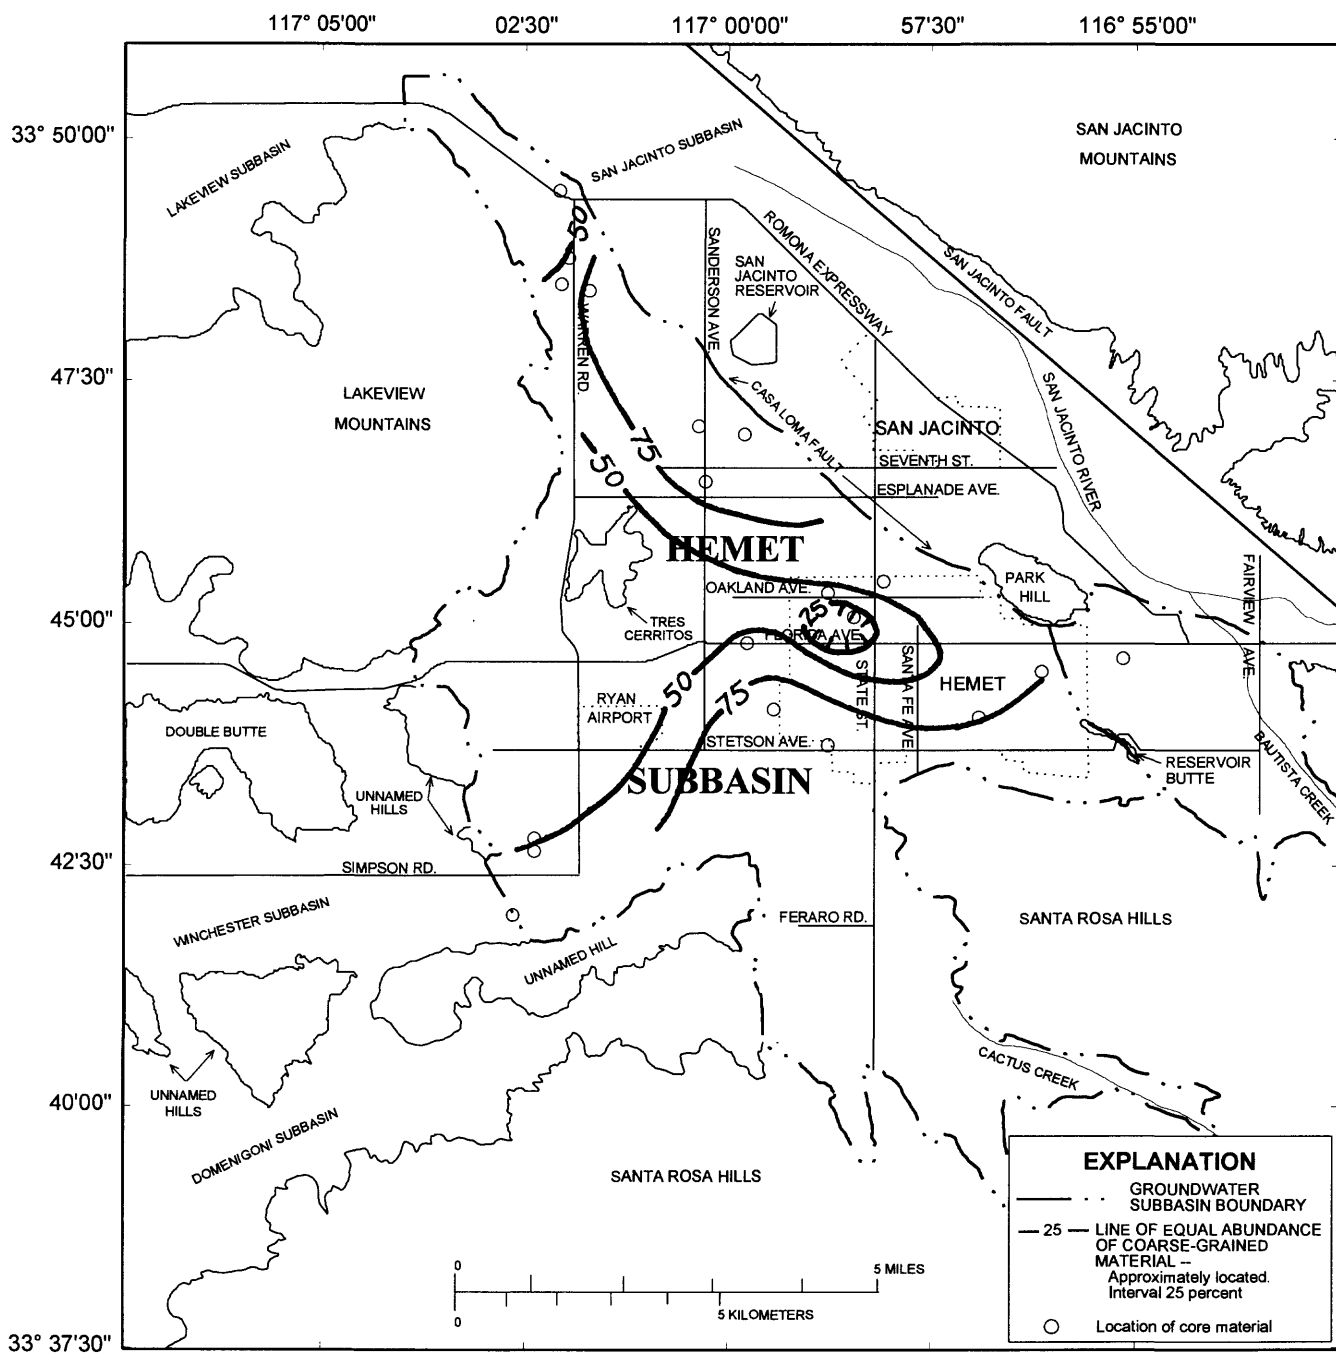 117° 05'00" 02'30" 117° 00'00" 57'30" 116° 55'00"
33° 50'00"
47'30"
45'00"
42'30"
40'00"
33° 37'30"
SAN JACINTO
MOUNTAINS
SAN JACINTO SUBBASIN
LAKEVIEW SUBBASIN
50
ROMONA EXPRESSWAY
SANDERSON AVE.
SAN
JACINTO
RESERVOIR
SAN JACINTO FAULT
WARREN RD.
LAKEVIEW
MOUNTAINS
CASA LOMA FAULT
SAN JACINTO RIVER
SAN JACINTO
75
SEVENTH ST.
50
ESPLANADE AVE.
HEMET
FAIRVIEW AVE.
PARK
HILL
OAKLAND AVE.
25
TRES
CERRITOS
FLORIDA AVE.
STATE ST.
SANTA FE AVE.
50
75
HEMET
RYAN
AIRPORT
DOUBLE BUTTE
STETSON AVE.
BAUTISTA CREEK
RESERVOIR
BUTTE
SUBBASIN
UNNAMED
HILLS
SIMPSON RD.
WINCHESTER SUBBASIN
FERARO RD.
SANTA ROSA HILLS
UNNAMED HILL
CACTUS CREEK
UNNAMED
HILLS
DOMENIGONI SUBBASIN
SANTA ROSA HILLS
EXPLANATION
GROUNDWATER
SUBBASIN BOUNDARY
25
LINE OF EQUAL ABUNDANCE
OF COARSE-GRAINED
MATERIAL --
Approximately located.
Interval 25 percent
Location of core material
0 5 MILES
0 5 KILOMETERS